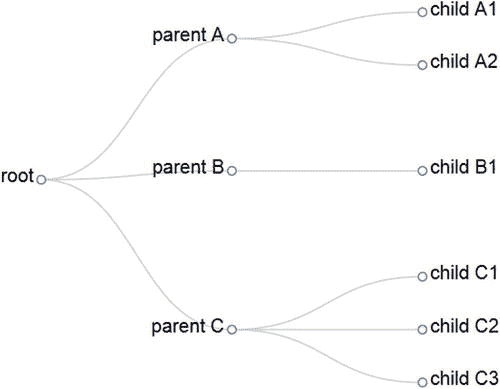 child A1
parent A
child A2
parent B
child B1
root
child C1
parent C
child C2
child C3